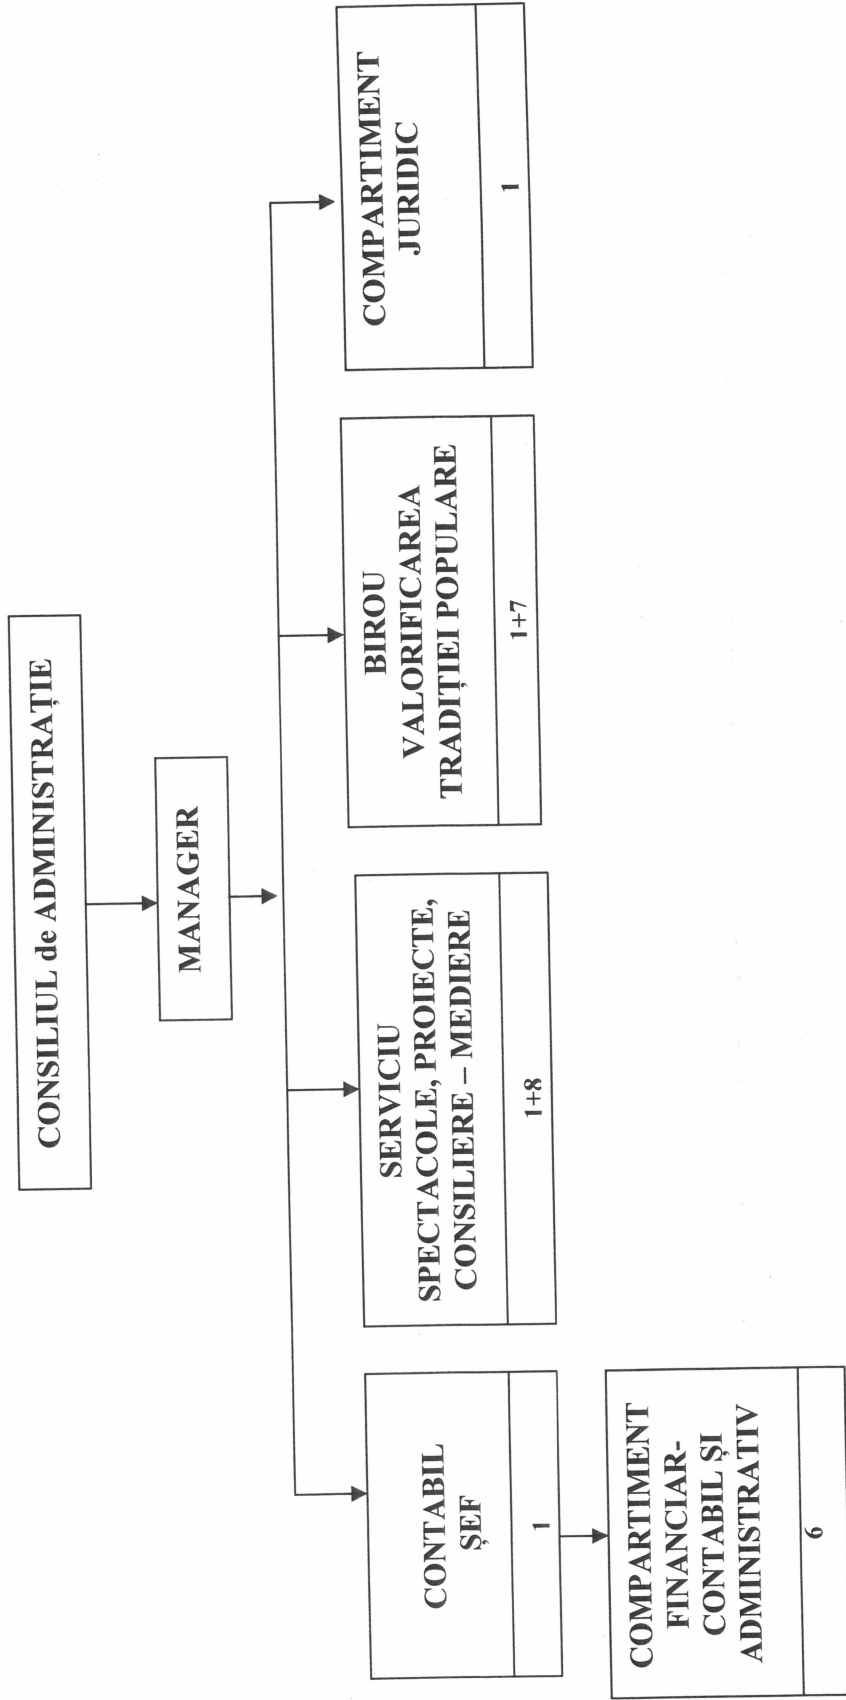 CONSILIUL de ADMINISTRAȚIE
MANAGER
CONTABIL
ȘEF
1
SERVICIU
SPECTACOLE, PROIECTE,
CONSILIERE – MEDIERE
1+8
BIROU
VALORIFICAREA
TRADIȚIEI POPULARE
1+7
COMPARTIMENT
JURIDIC
1
COMPARTIMENT
FINANCIAR-
CONTABIL ȘI
ADMINISTRATIV
6